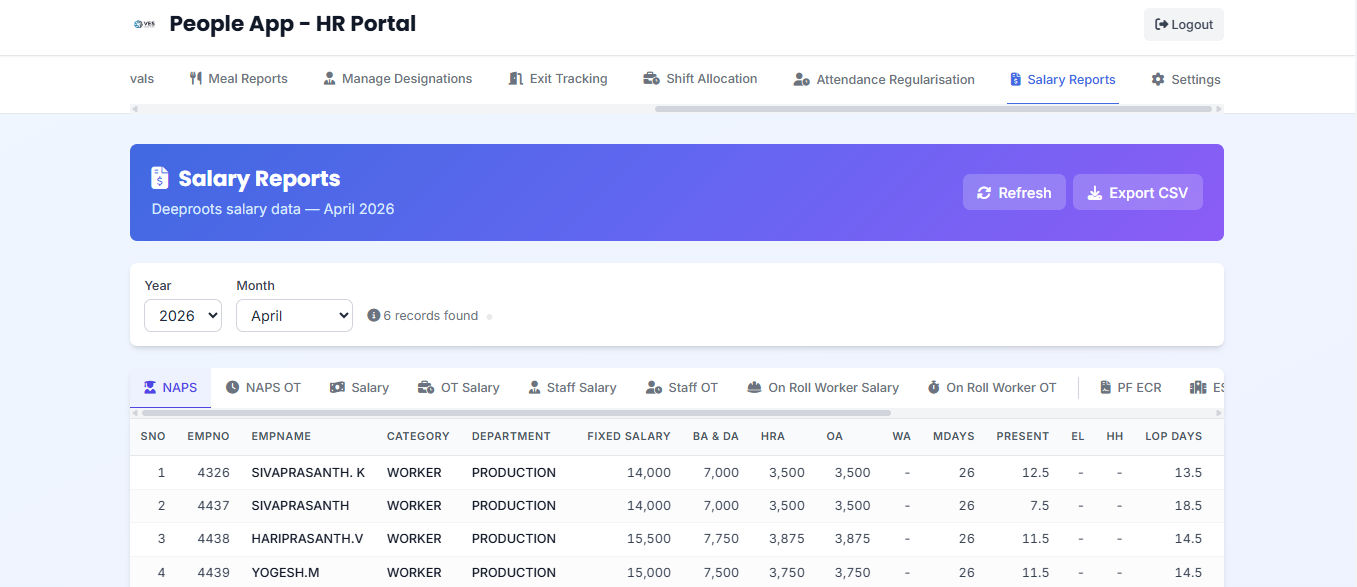 VES People App - HR Portal Logout
vals Meal Reports Manage Designations Exit Tracking Shift Allocation Attendance Regularisation Salary Reports Settings
Salary Reports
Deeproots salary data — April 2026
Refresh Export CSV
Year Month
2026 April 6 records found
NAPS NAPS OT Salary OT Salary Staff Salary Staff OT On Roll Worker Salary On Roll Worker OT PF ECR ES
SNO EMPNO EMPNAME CATEGORY DEPARTMENT FIXED SALARY BA & DA HRA OA WA MDAYS PRESENT EL HH LOP DAYS
1 4326 SIVAPRASANTH. K WORKER PRODUCTION 14,000 7,000 3,500 3,500 - 26 12.5 - - 13.5
2 4437 SIVAPRASANTH WORKER PRODUCTION 14,000 7,000 3,500 3,500 - 26 7.5 - - 18.5
3 4438 HARIPRASANTH.V WORKER PRODUCTION 15,500 7,750 3,875 3,875 - 26 11.5 - - 14.5
4 4439 YOGESH.M WORKER PRODUCTION 15,000 7,500 3,750 3,750 - 26 11.5 - - 14.5